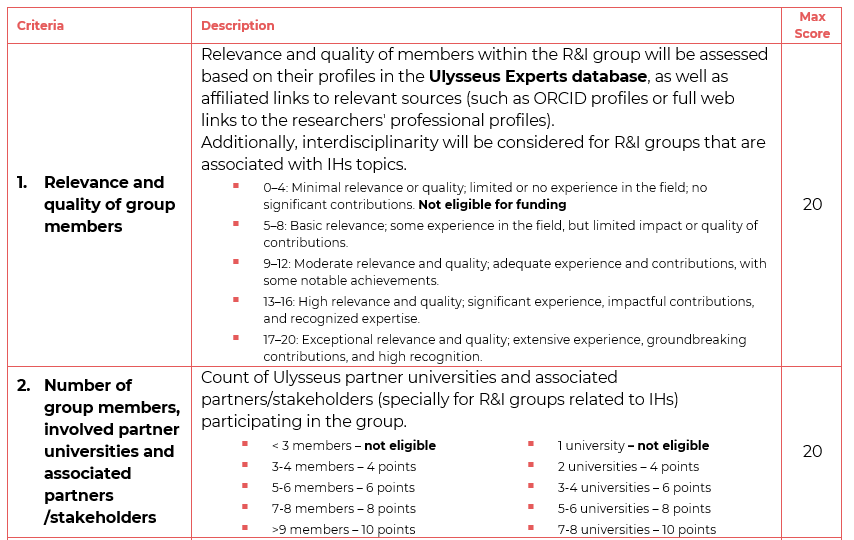 Criteria
Description
Max
Score
1. Relevance and
quality of group
members
Relevance and quality of members within the R&I group will be assessed
based on their profiles in the Ulysseus Experts database, as well as
affiliated links to relevant sources (such as ORCID profiles or full web
links to the researchers' professional profiles).
Additionally, interdisciplinarity will be considered for R&I groups that are
associated with IHs topics.
▪ 0–4: Minimal relevance or quality; limited or no experience in the field; no
significant contributions. Not eligible for funding
▪ 5–8: Basic relevance; some experience in the field, but limited impact or quality of
contributions.
▪ 9–12: Moderate relevance and quality; adequate experience and contributions, with
some notable achievements.
▪ 13–16: High relevance and quality; significant experience, impactful contributions,
and recognized expertise.
▪ 17–20: Exceptional relevance and quality; extensive experience, groundbreaking
contributions, and high recognition.
20
2. Number of
group members,
involved partner
universities and
associated
partners
/stakeholders
Count of Ulysseus partner universities and associated
partners/stakeholders (specially for R&I groups related to IHs)
participating in the group.
▪ < 3 members – not eligible
▪ 3-4 members – 4 points
▪ 5-6 members – 6 points
▪ 7-8 members – 8 points
▪ >9 members – 10 points
▪ 1 university – not eligible
▪ 2 universities – 4 points
▪ 3-4 universities – 6 points
▪ 5-6 universities – 8 points
▪ 7-8 universities – 10 points
20